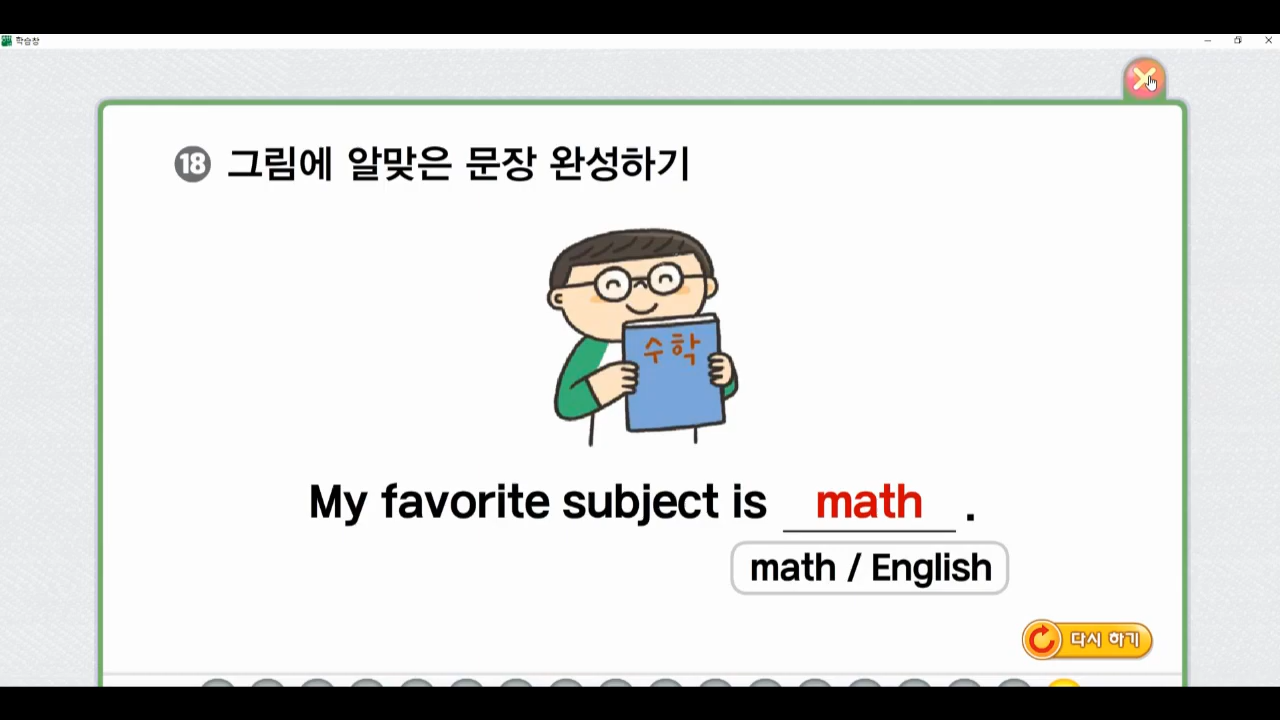 학습창
18 그림에 알맞은 문장 완성하기
수학
My favorite subject is math .
math / English
다시 하기